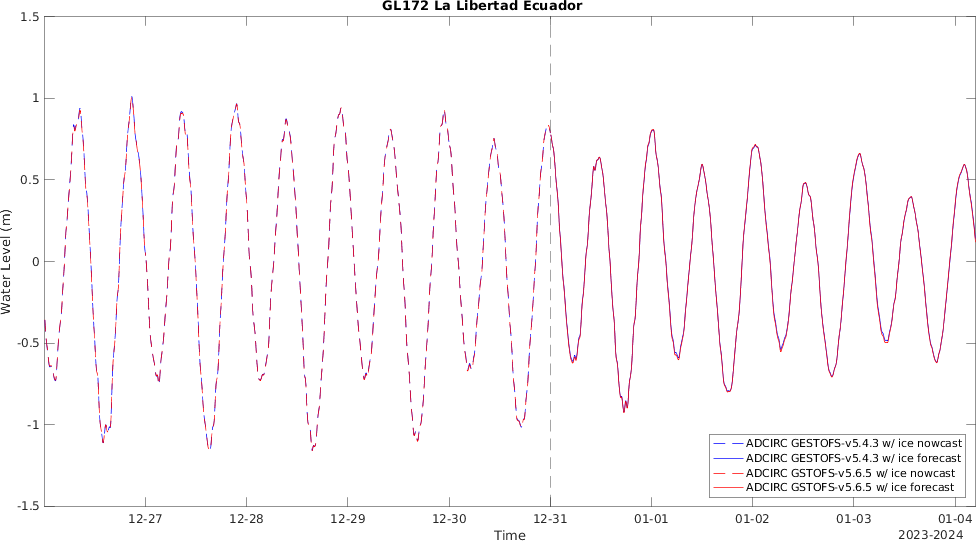 GL172 La Libertad Ecuador
1.5
1
0.5
0
-0.5
-1
-1.5
Water Level (m)
12-27
12-28
12-29
12-30
12-31
01-01
01-02
01-03
01-04
Time
2023-2024
ADCIRC GESTOFS-v5.4.3 w/ ice nowcast
ADCIRC GESTOFS-v5.4.3 w/ ice forecast
ADCIRC GSTOFS-v5.6.5 w/ ice nowcast
ADCIRC GSTOFS-v5.6.5 w/ ice forecast